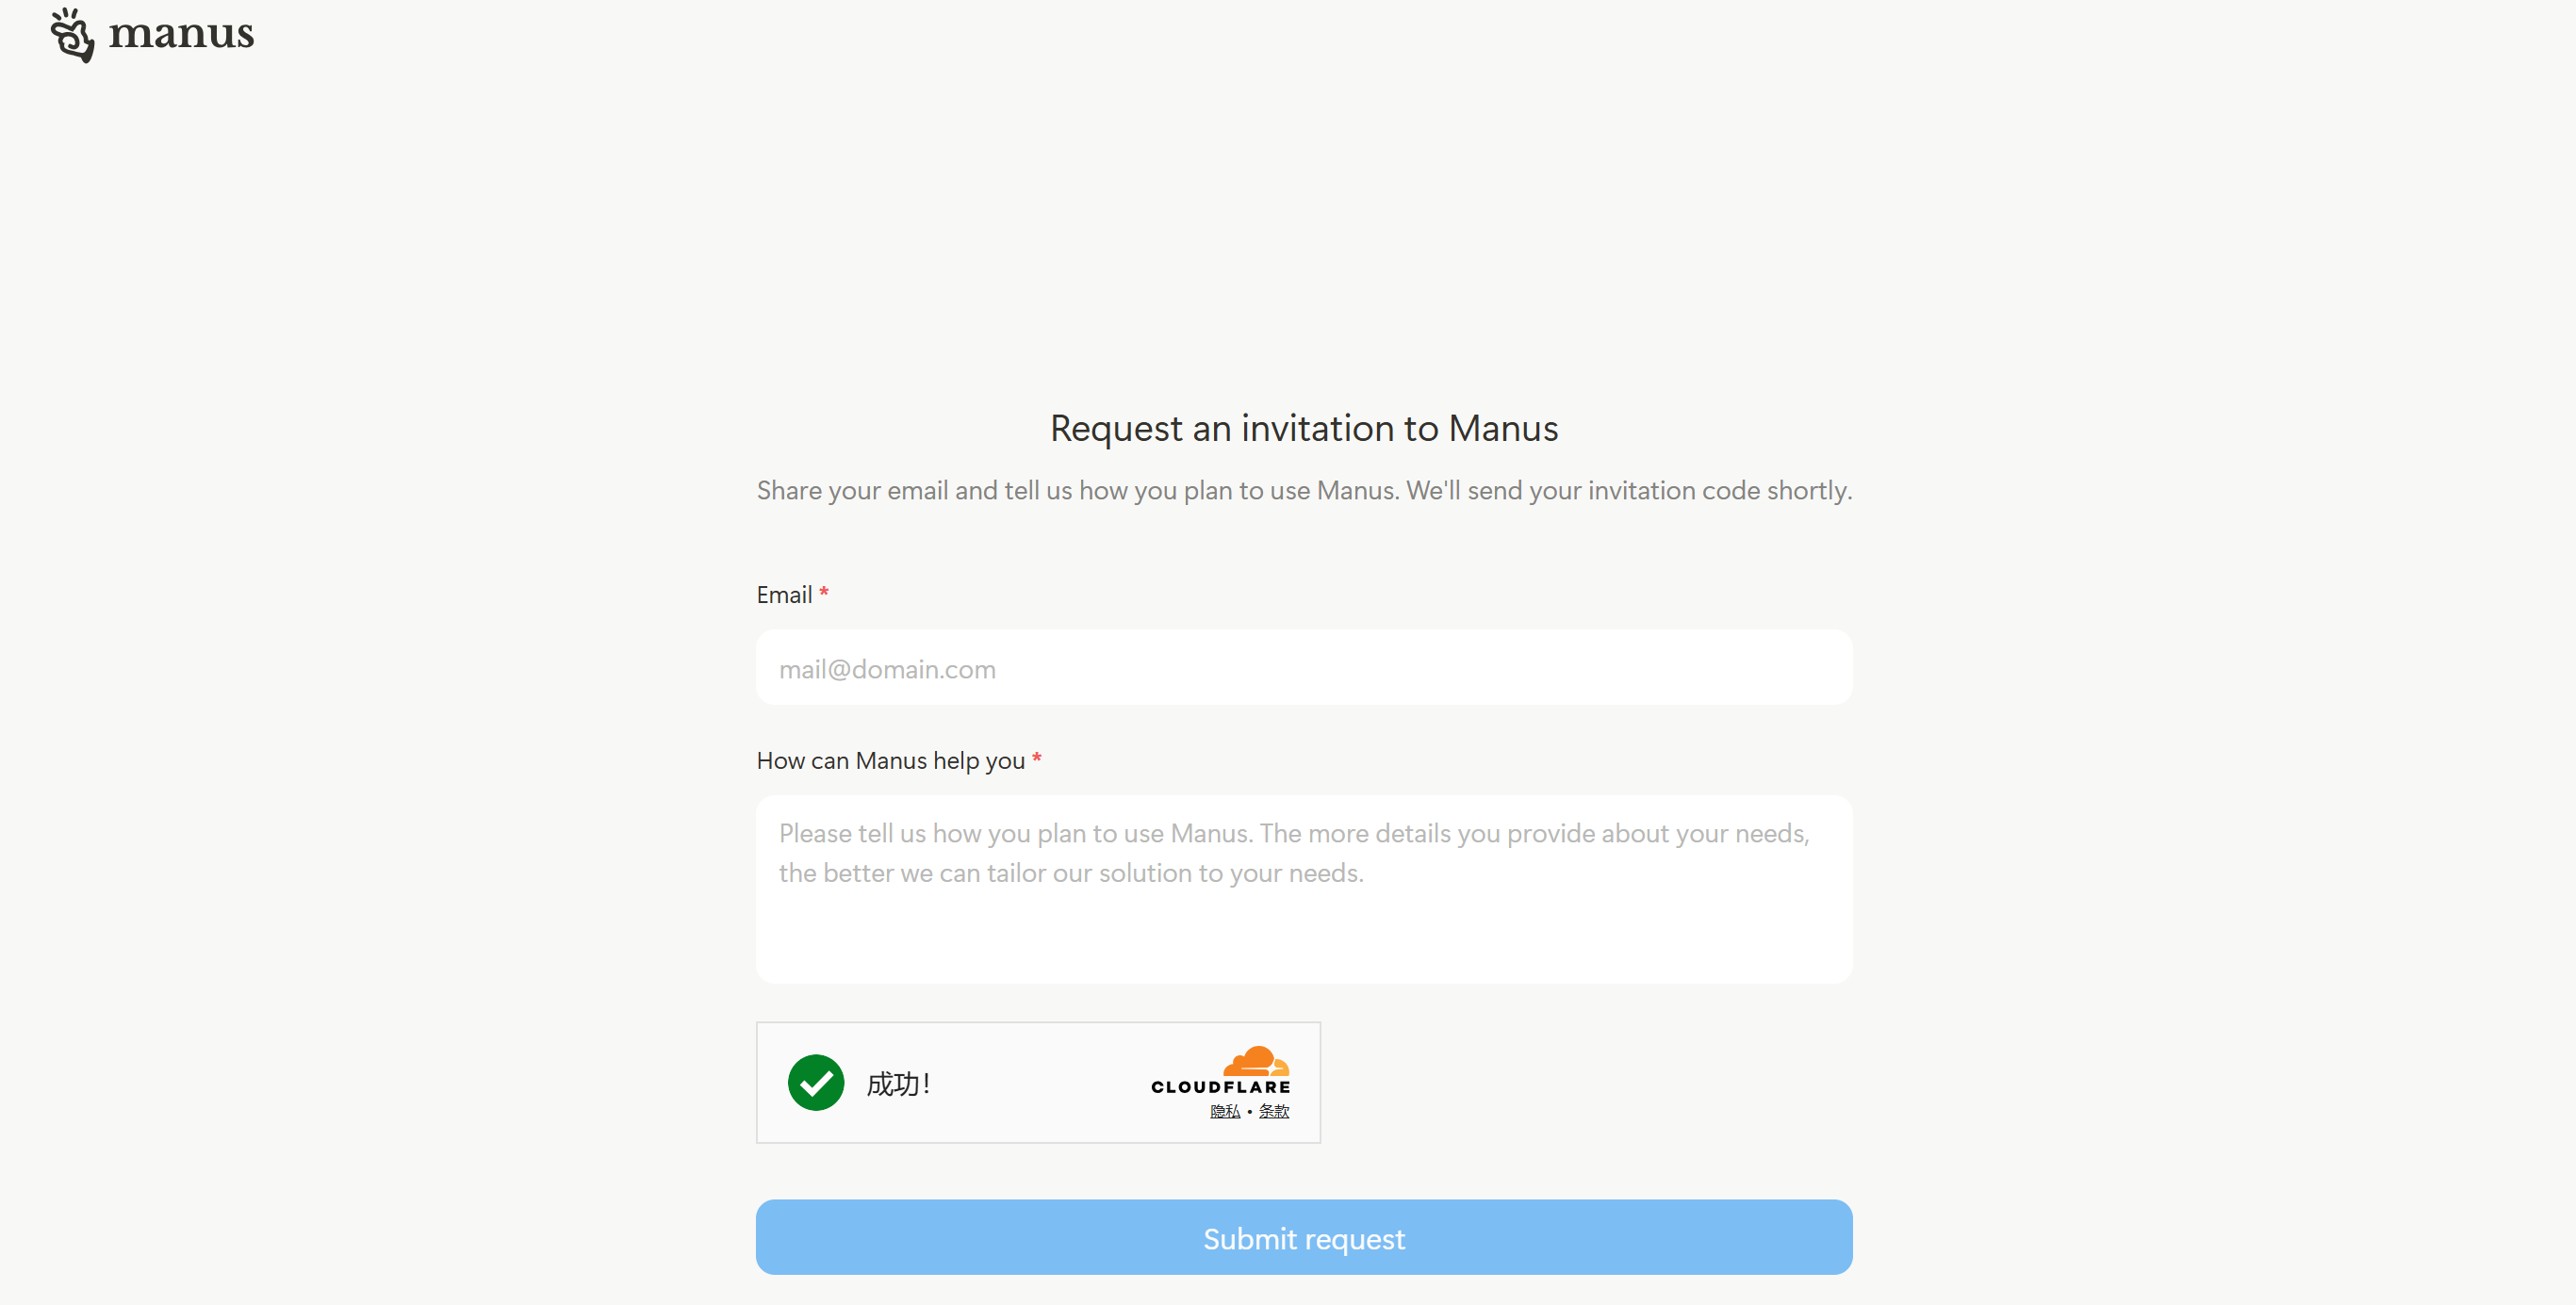 manus
Request an invitation to Manus
Share your email and tell us how you plan to use Manus. We'll send your invitation code shortly.
Email *
mail@domain.com
How can Manus help you *
Please tell us how you plan to use Manus. The more details you provide about your needs,
the better we can tailor our solution to your needs.
成功！
CLOUDFLARE
隐私 • 条款
Submit request